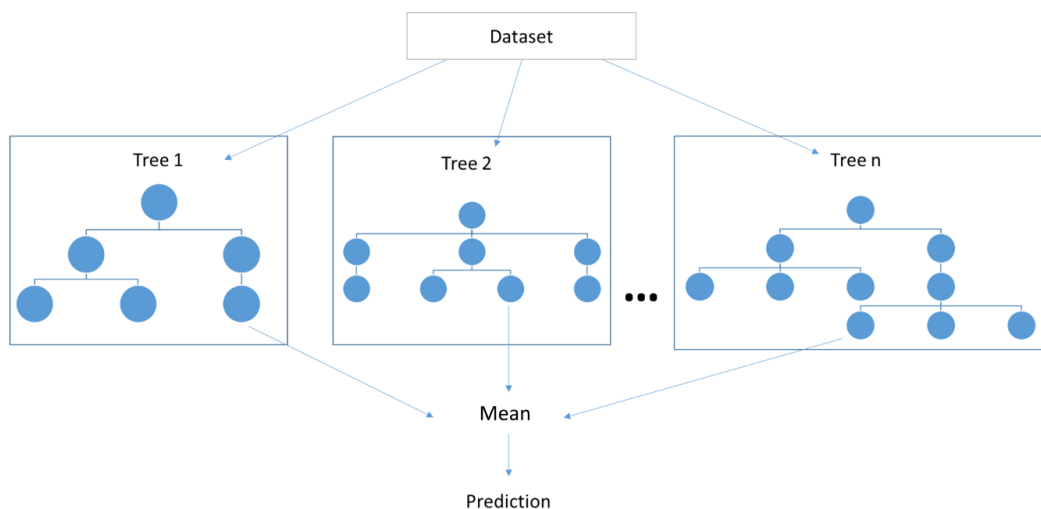 Dataset
Tree 1
Tree 2
Tree n
...
Mean
Prediction